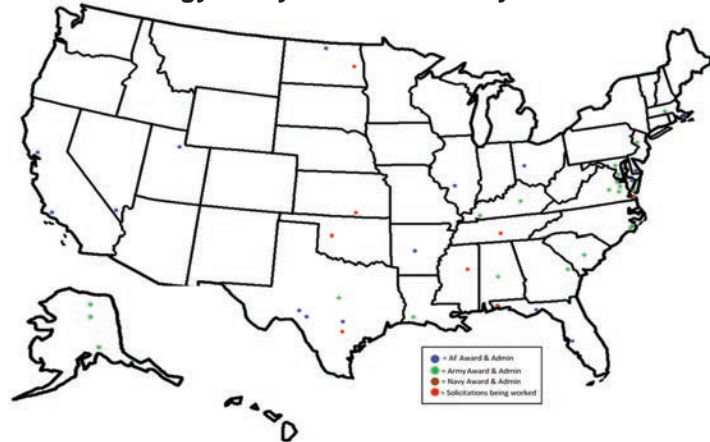 = AF Award & Admin
= Army Award & Admin
= Navy Award & Admin
= Solicitations being worked